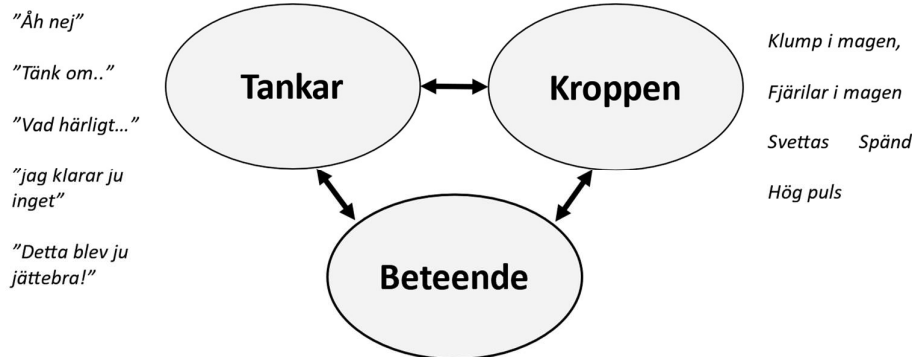 ”Åh nej”
”Tänk om..”
”Vad härligt…”
”jag klarar ju
inget”
”Detta blev ju
jättebra!”
Tankar
Kroppen
Beteende
Klump i magen,
Fjärilar i magen
Svettas Spänd
Hög puls